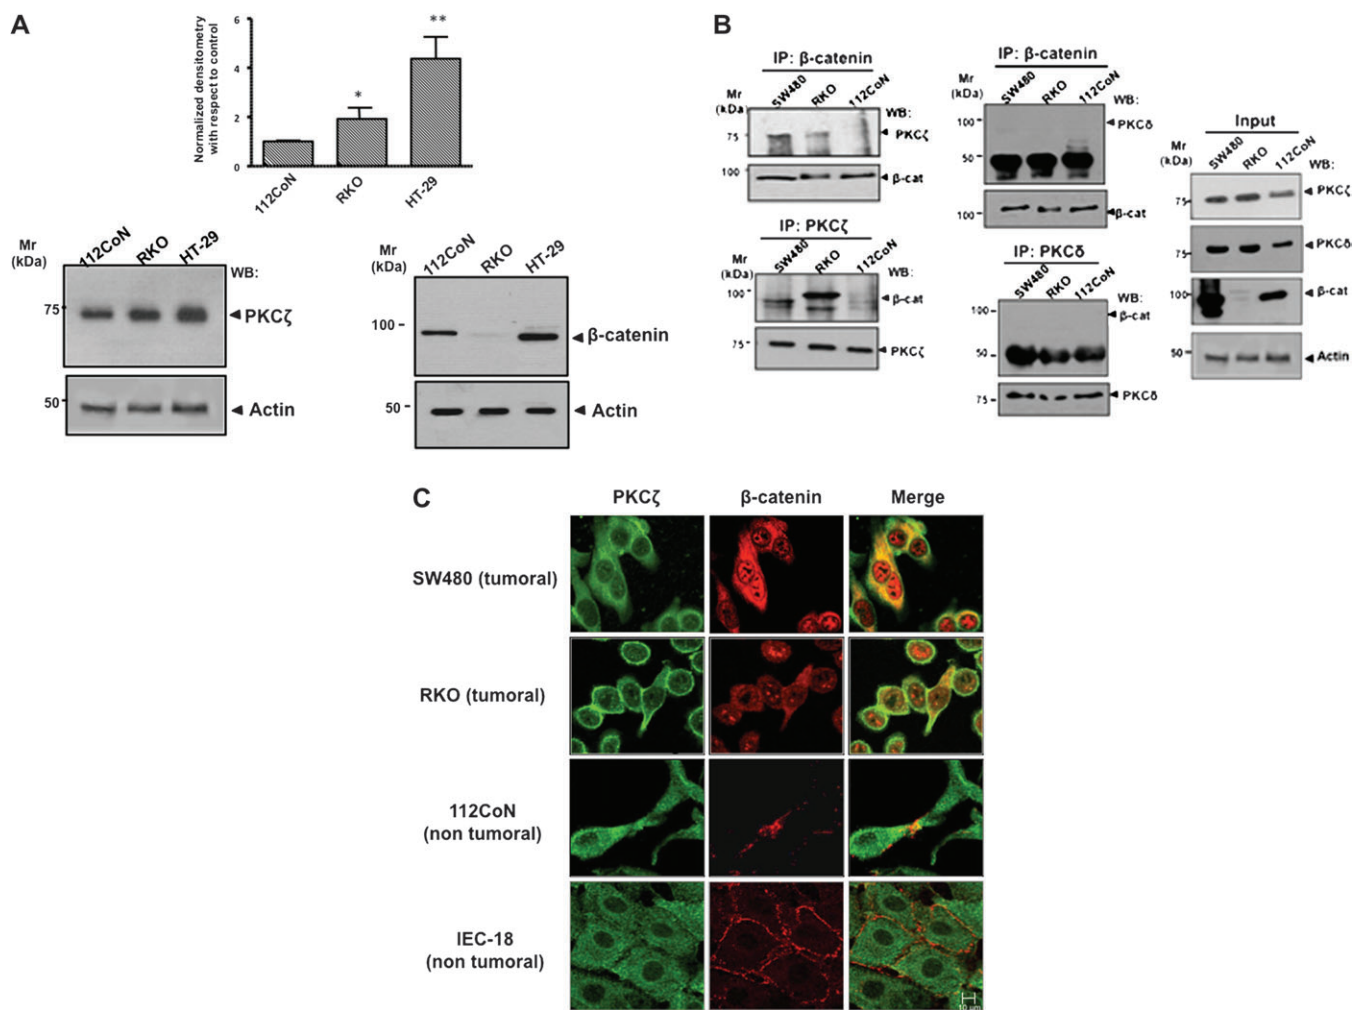 A
Normalized densitometry
with respect to control
6
4
2
0
*
**
112CoN
RKO
HT-29
Mr
(kDa)
112CoN
RKO
HT-29
WB:
75
PKCζ
50
Actin
Mr
(kDa)
112CoN
RKO
HT-29
100
β-catenin
50
Actin
B
IP: β-catenin
Mr
(kDa)
SW480
RKO
112CoN
WB:
75
PKCζ
100
β-cat
IP: PKCζ
Mr
(kDa)
SW480
RKO
112CoN
WB:
100
β-cat
75
PKCζ
IP: β-catenin
Mr
(kDa)
SW480
RKO
112CoN
WB:
100
PKCδ
50
100
β-cat
IP: PKCδ
Mr
(kDa)
SW480
RKO
112CoN
WB:
100
β-cat
50
75
PKCδ
Input
Mr
(kDa)
SW480
RKO
112CoN
WB:
75
PKCζ
75
PKCδ
100
β-cat
50
Actin
C
PKCζ
β-catenin
Merge
SW480 (tumoral)
RKO (tumoral)
112CoN
(non tumoral)
IEC-18
(non tumoral)
10 µm